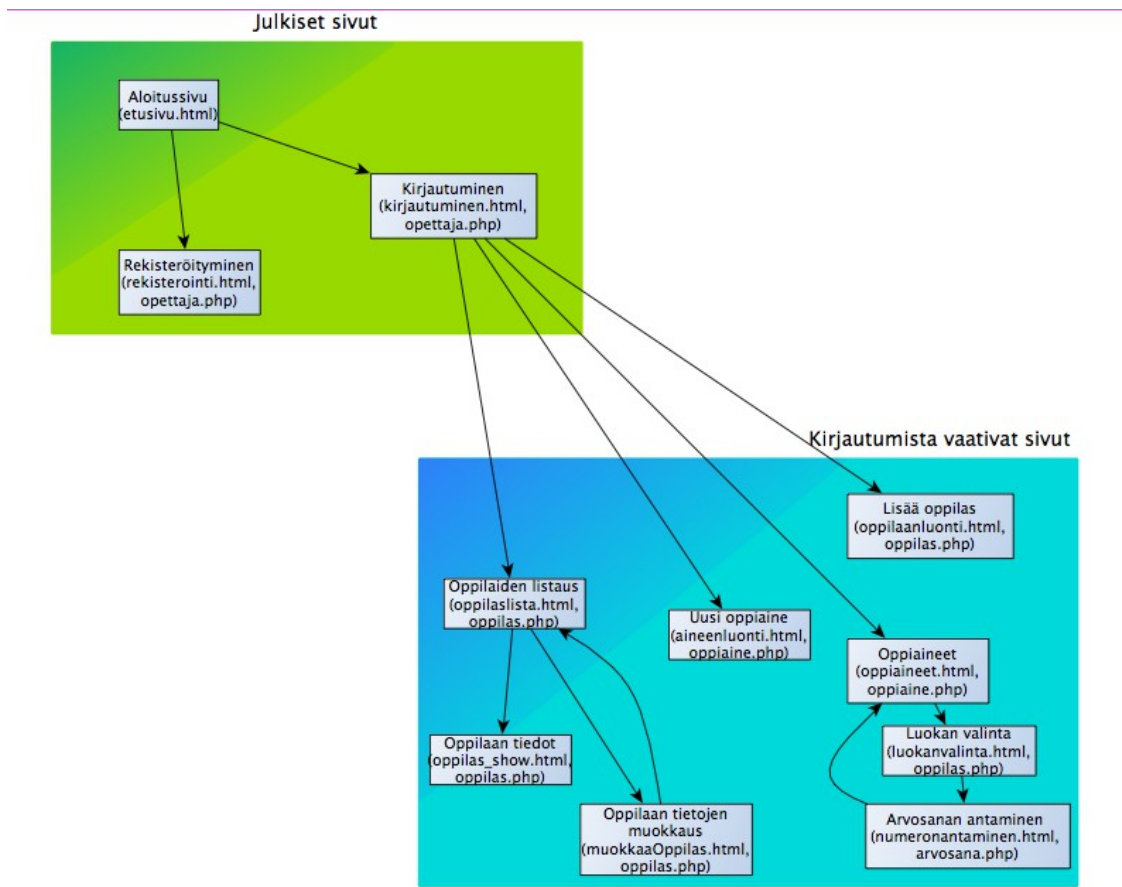 Julkiset sivut
Aloitussivu
(etusivu.html)
Kirjautuminen
(kirjautuminen.html,
opettaja.php)
Rekisteröityminen
(rekisterointi.html,
opettaja.php)
Kirjautumista vaativat sivut
Lisää oppilas
(oppilaanluonti.html,
oppilas.php)
Oppilaiden listaus
(oppilaslista.html,
oppilas.php)
Uusi oppiaine
(aineenluonti.html,
oppiaine.php)
Oppiaineet
(oppiaineet.html,
oppiaine.php)
Oppilaan tiedot
(oppilas_show.html,
oppilas.php)
Luokan valinta
(luokanvalinta.html,
oppilas.php)
Oppilaan tietojen
muokkaus
(muokkaaOppilas.html,
oppilas.php)
Arvosanan antaminen
(numeronantaminen.html,
arvosana.php)